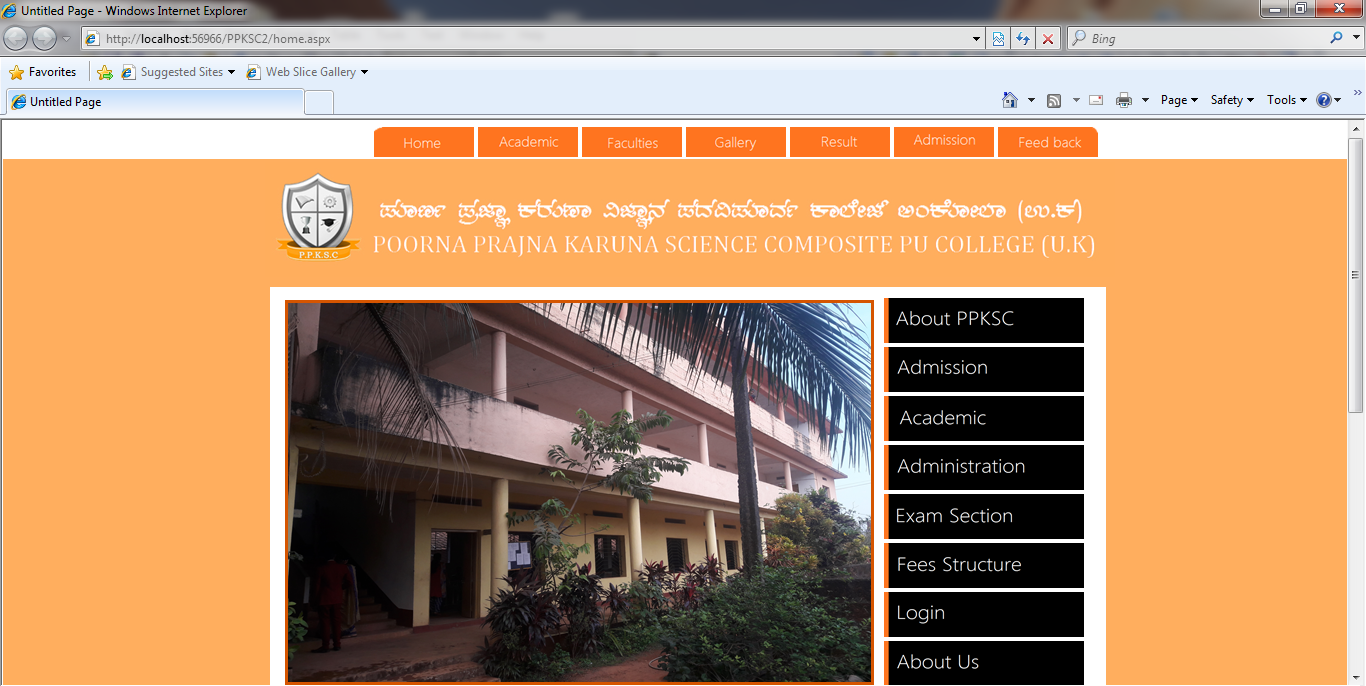 Untitled Page - Windows Internet Explorer
http://localhost:56966/PPKSC2/home.aspx
Bing
Favorites Suggested Sites Web Slice Gallery
Untitled Page
Page Safety Tools
Home Academic Faculties Gallery Result Admission Feed back
ಪೂರ್ಣ ಪ್ರಜ್ಞಾ ಕರುಣಾ ವಿಜ್ಞಾನ ಪದವಿಪೂರ್ವ ಕಾಲೇಜ್ ಅಂಕೋಲಾ (ಉ.ಕ)
POORNA PRAJNA KARUNA SCIENCE COMPOSITE PU COLLEGE (U.K)
P.P.K.S.C
About PPKSC
Admission
Academic
Administration
Exam Section
Fees Structure
Login
About Us